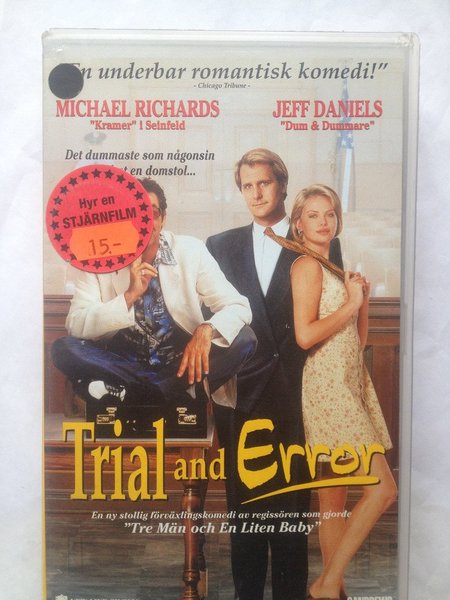 "En underbar romantisk komedi!"
- Chicago Tribune -
MICHAEL RICHARDS
"Kramer" i Seinfeld
JEFF DANIELS
"Dum & Dummare"
Det dummaste som någonsin
en domstol...
Hyr en
STJÄRNFILM
15.-
Trial and Error
En ny stollig förväxlingskomedi av regissören som gjorde
"Tre Män och En Liten Baby"